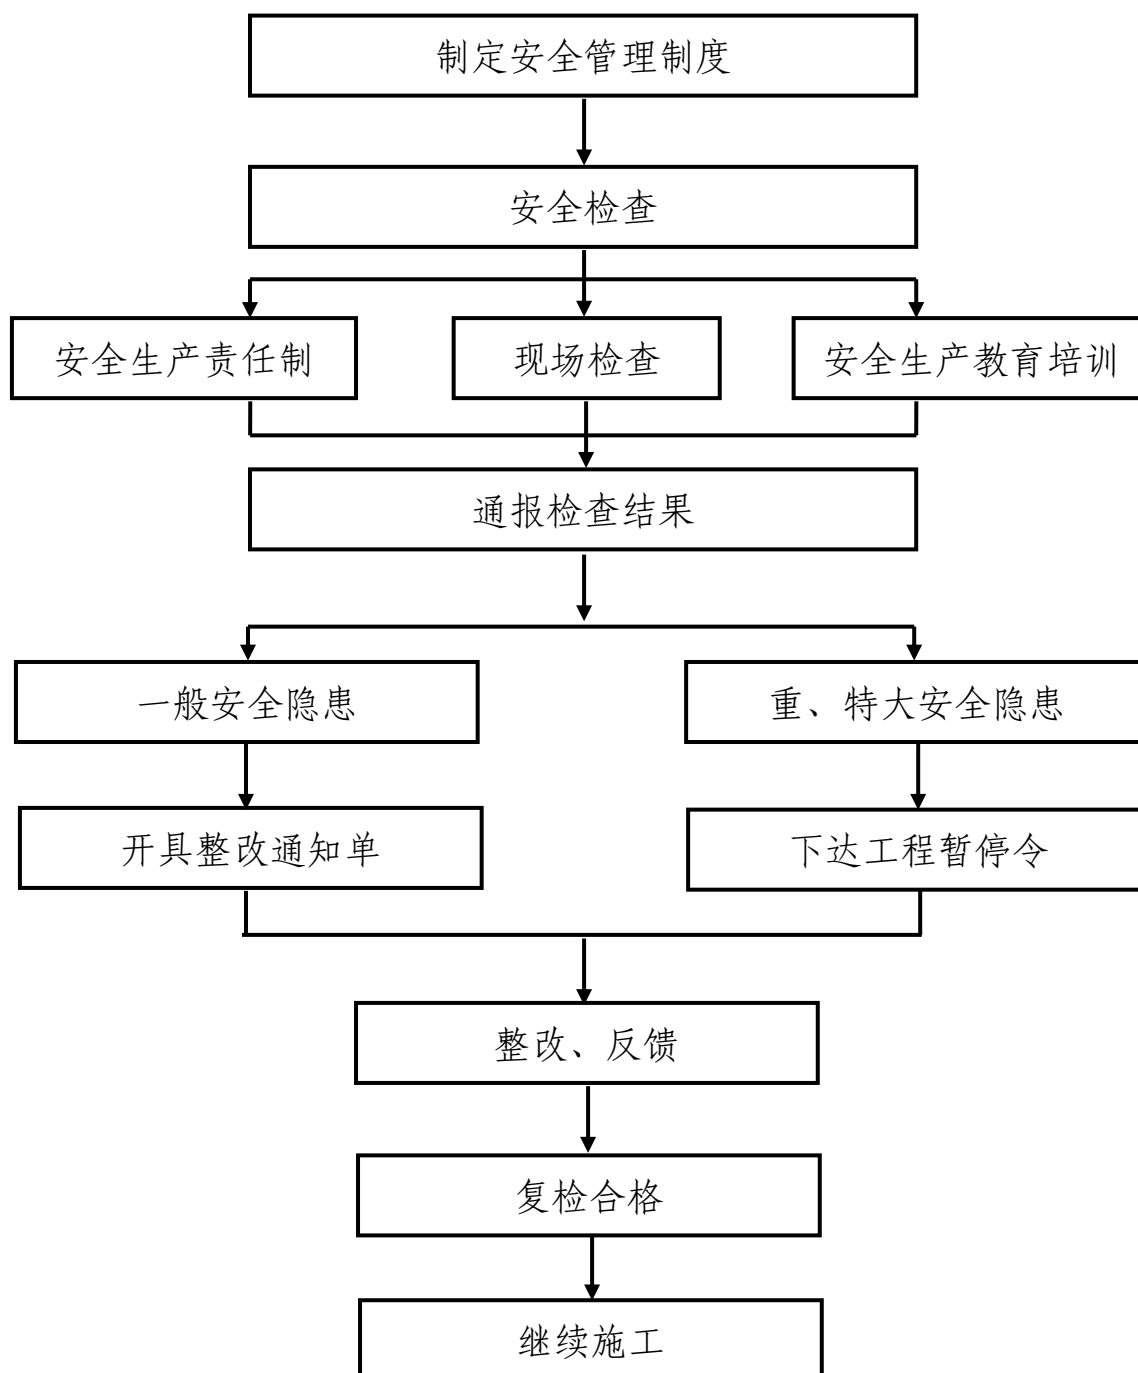 制定安全管理制度
安全检查
安全生产责任制
现场检查
安全生产教育培训
通报检查结果
一般安全隐患
重、特大安全隐患
开具整改通知单
下达工程暂停令
整改、反馈
复检合格
继续施工